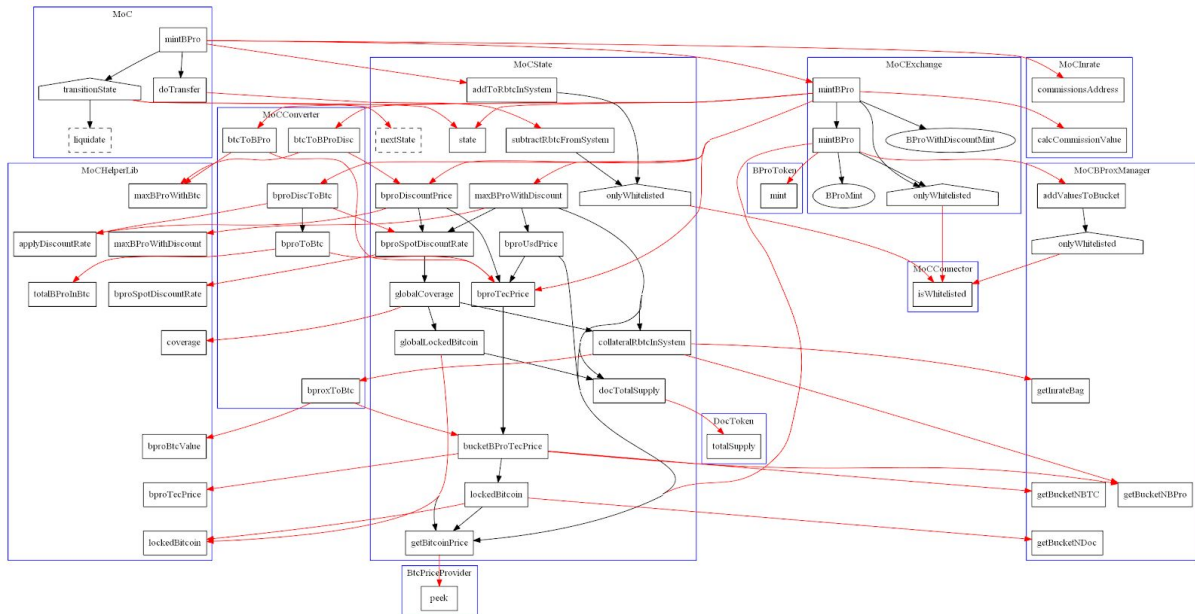 MoC
mintBPro
transitionState
doTransfer
liquidate
MoCState
addToRbtcInSystem
MoCExchange
mintBPro
MoCInrate
commissionsAddress
MoCConverter
btcToBPro
btcToBProDisc
nextState
state
subtractRbtcFromSystem
mintBPro
BProWithDiscountMint
calcCommissionValue
MoCHelperLib
maxBProWithBtc
bproDiscToBtc
bproDiscountPrice
maxBProWithDiscount
onlyWhitelisted
BProToken
mint
BProMint
onlyWhitelisted
MoCBProxManager
addValuesToBucket
applyDiscountRate
maxBProWithDiscount
bproToBtc
bproSpotDiscountRate
bproUsdPrice
onlyWhitelisted
totalBProInBtc
bproSpotDiscountRate
globalCoverage
bproTecPrice
MoCConnector
isWhitelisted
coverage
globalLockedBitcoin
collateralRbtcInSystem
bproxToBtc
docTotalSupply
getInrateBag
DocToken
totalSupply
bproBtcValue
bucketBProTecPrice
bproTecPrice
lockedBitcoin
getBucketNBTC
getBucketNBPro
lockedBitcoin
getBitcoinPrice
getBucketNDoc
BtcPriceProvider
peek